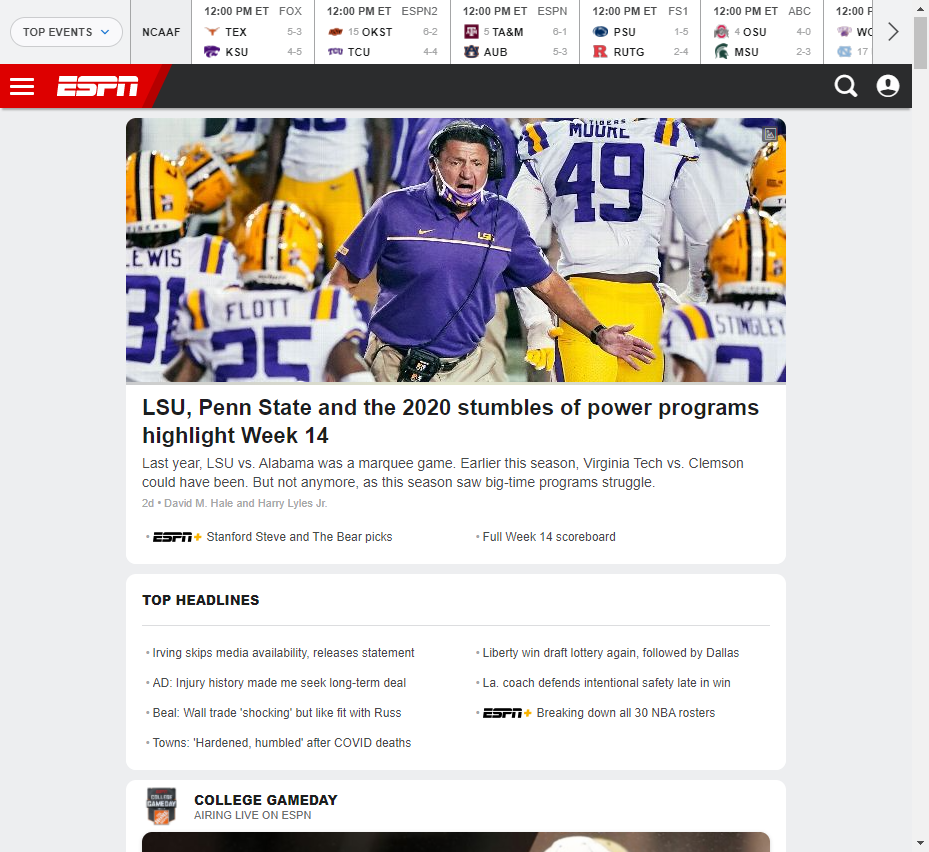 TOP EVENTS
NCAAF
12:00 PM ET FOX
TEX 5-3
KSU 4-5
12:00 PM ET ESPN2
15 OKST 6-2
TCU 4-4
12:00 PM ET ESPN
5 TA&M 6-1
AUB 5-3
12:00 PM ET FS1
PSU 1-5
RUTG 2-4
12:00 PM ET ABC
4 OSU 4-0
MSU 2-3
12:00
17
ESPN
TIGERS
MOORE
49
LSU
TIGERS
FLOTT
25
STINGLEY
LSU, Penn State and the 2020 stumbles of power programs
highlight Week 14
Last year, LSU vs. Alabama was a marquee game. Earlier this season, Virginia Tech vs. Clemson
could have been. But not anymore, as this season saw big-time programs struggle.
2d • David M. Hale and Harry Lyles Jr.
• ESPN+ Stanford Steve and The Bear picks
• Full Week 14 scoreboard
TOP HEADLINES
• Irving skips media availability, releases statement
• Liberty win draft lottery again, followed by Dallas
• AD: Injury history made me seek long-term deal
• La. coach defends intentional safety late in win
• Beal: Wall trade 'shocking' but like fit with Russ
• ESPN+ Breaking down all 30 NBA rosters
• Towns: 'Hardened, humbled' after COVID deaths
COLLEGE GAMEDAY
COLLEGE GAMEDAY
AIRING LIVE ON ESPN